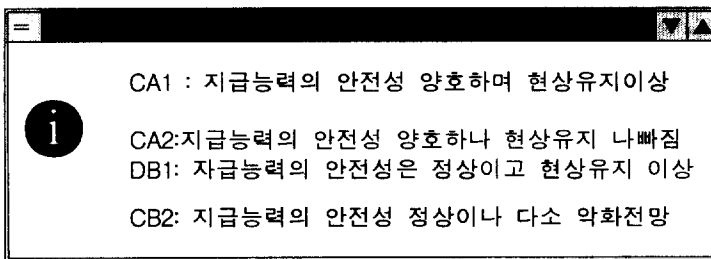 CA1 : 지급능력의 안전성 양호하며 현상유지이상
CA2:지급능력의 안전성 양호하나 현상유지 나빠짐
DB1: 자급능력의 안전성은 정상이고 현상유지 이상
CB2: 지급능력의 안전성 정상이나 다소 악화전망